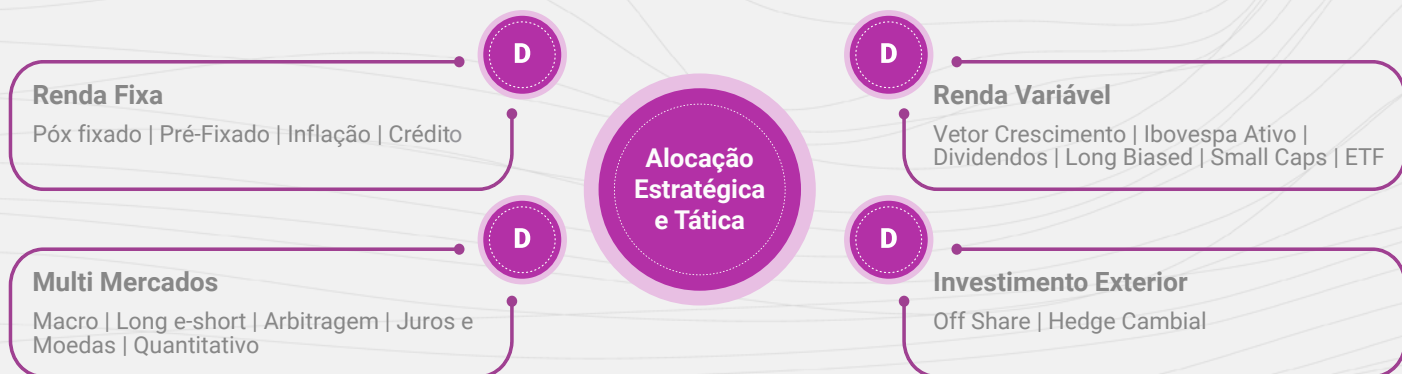 D
Renda Fixa
Póx fixado | Pré-Fixado | Inflação | Crédito
D
Multi Mercados
Macro | Long e-short | Arbitragem | Juros e
Moedas | Quantitativo
Alocação
Estratégica
e Tática
D
Renda Variável
Vetor Crescimento | Ibovespa Ativo |
Dividendos | Long Biased | Small Caps | ETF
D
Investimento Exterior
Off Share | Hedge Cambial